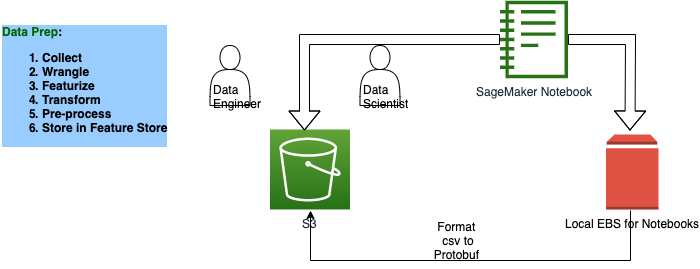 Data Prep:
1. Collect
2. Wrangle
3. Featurize
4. Transform
5. Pre-process
6. Store in Feature Store
Data
Engineer
Data
Scientist
SageMaker Notebook
S3
Local EBS for Notebooks
Format
csv to
Protobuf